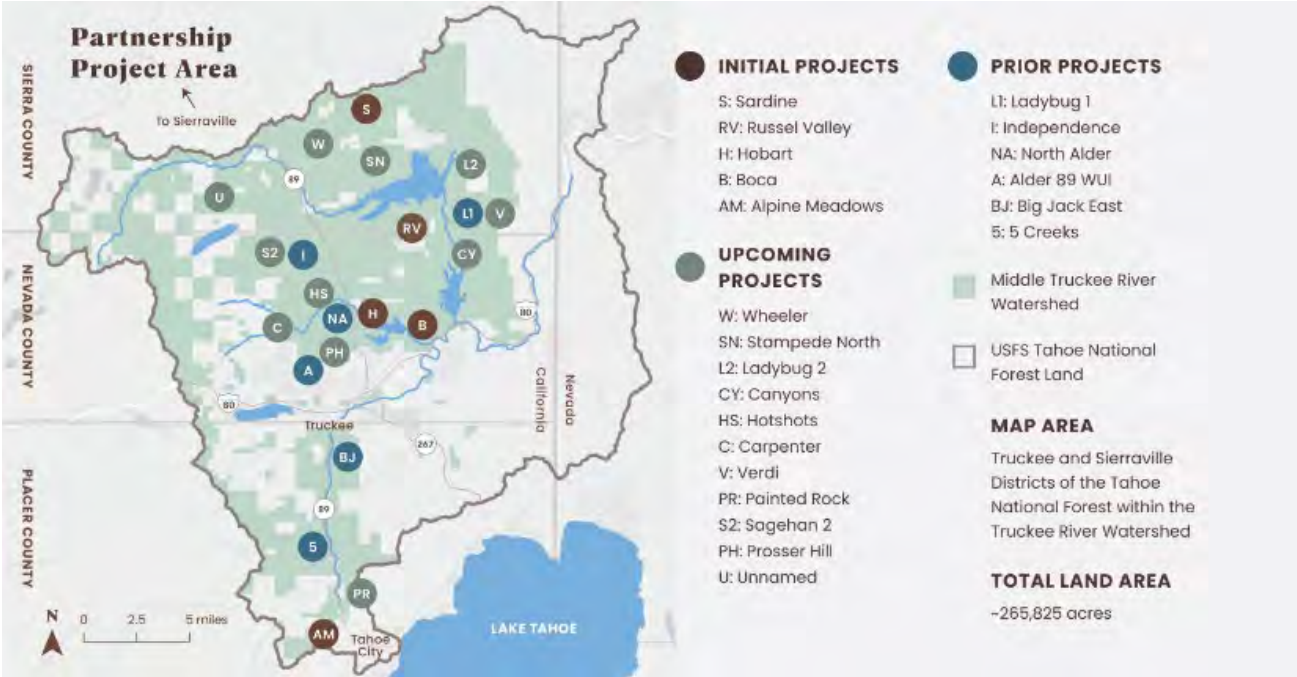 Partnership
Project Area
To Sierraville
SIERRA COUNTY
NEVADA COUNTY
PLACER COUNTY
S
W
SN
L2
89
U
L1
V
RV
S2
I
CY
HS
NA
H
B
C
80
PH
A
80
California
Nevada
Truckee
267
BJ
89
5
PR
AM
Tahoe
City
LAKE TAHOE
N
0 2.5 5 miles
INITIAL PROJECTS
S: Sardine
RV: Russel Valley
H: Hobart
B: Boca
AM: Alpine Meadows
UPCOMING
PROJECTS
W: Wheeler
SN: Stampede North
L2: Ladybug 2
CY: Canyons
HS: Hotshots
C: Carpenter
V: Verdi
PR: Painted Rock
S2: Sagehan 2
PH: Prosser Hill
U: Unnamed
PRIOR PROJECTS
L1: Ladybug 1
I: Independence
NA: North Alder
A: Alder 89 WUI
BJ: Big Jack East
5: 5 Creeks
Middle Truckee River
Watershed
USFS Tahoe National
Forest Land
MAP AREA
Truckee and Sierraville
Districts of the Tahoe
National Forest within the
Truckee River Watershed
TOTAL LAND AREA
~265,825 acres